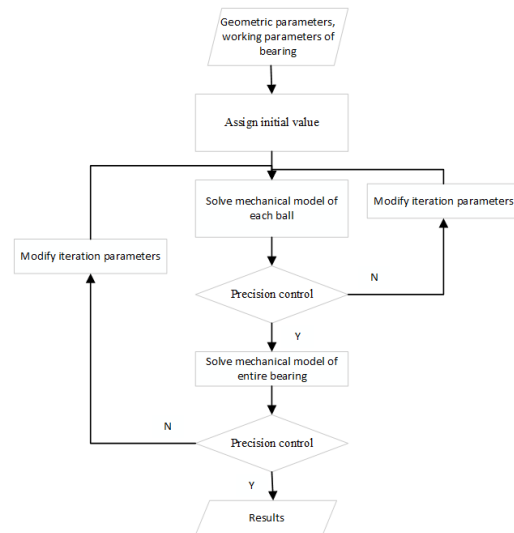 Geometric parameters,
working parameters of
bearing
Assign initial value
Solve mechanical model of
each ball
Modify iteration parameters
Modify iteration parameters
Precision control
N
Y
Solve mechanical model of
entire bearing
N
Precision control
Y
Results